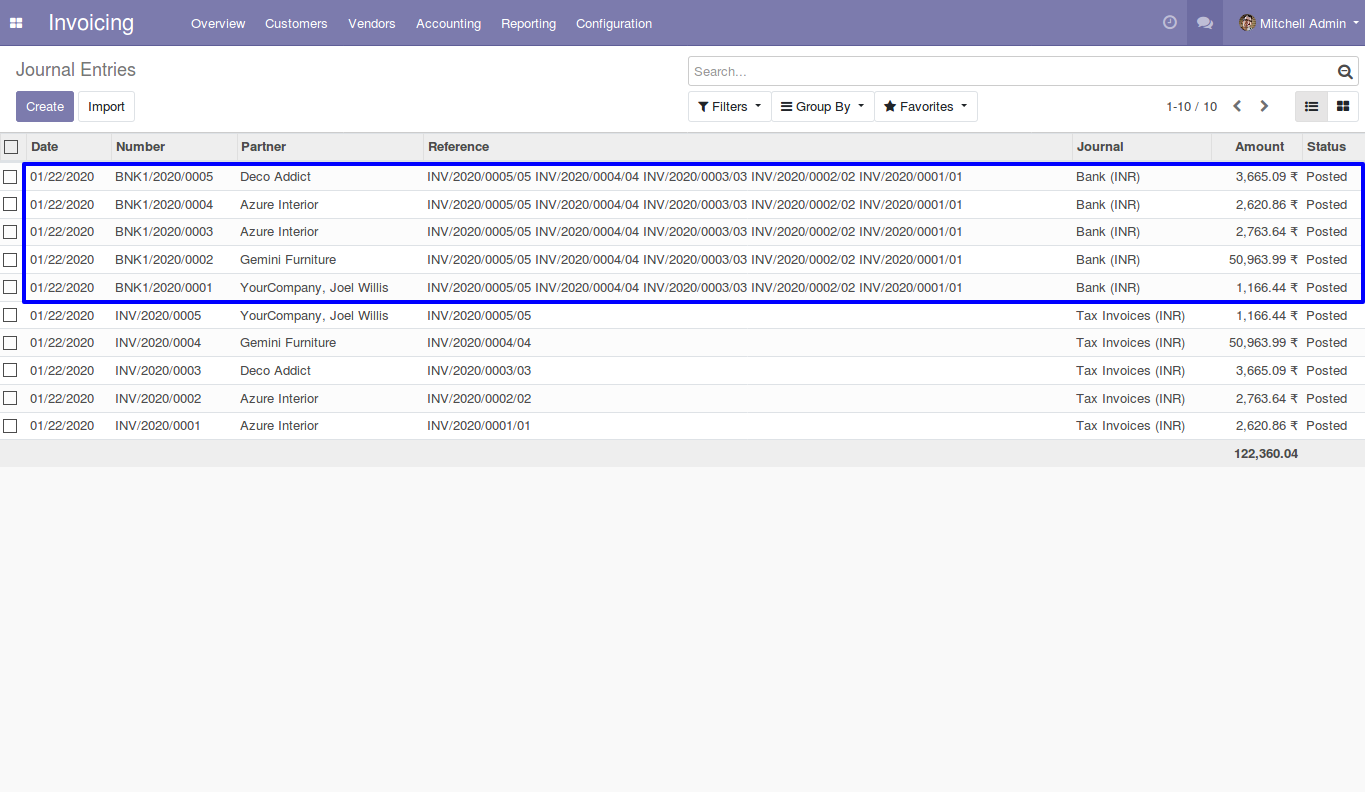 Invoicing Overview Customers Vendors Accounting Reporting Configuration Mitchell Admin
Journal Entries
Search...
Create Import Filters Group By Favorites 1-10 / 10
Date Number Partner Reference Journal Amount Status
01/22/2020 BNK1/2020/0005 Deco Addict INV/2020/0005/05 INV/2020/0004/04 INV/2020/0003/03 INV/2020/0002/02 INV/2020/0001/01 Bank (INR) 3,665.09 ₹ Posted
01/22/2020 BNK1/2020/0004 Azure Interior INV/2020/0005/05 INV/2020/0004/04 INV/2020/0003/03 INV/2020/0002/02 INV/2020/0001/01 Bank (INR) 2,620.86 ₹ Posted
01/22/2020 BNK1/2020/0003 Azure Interior INV/2020/0005/05 INV/2020/0004/04 INV/2020/0003/03 INV/2020/0002/02 INV/2020/0001/01 Bank (INR) 2,763.64 ₹ Posted
01/22/2020 BNK1/2020/0002 Gemini Furniture INV/2020/0005/05 INV/2020/0004/04 INV/2020/0003/03 INV/2020/0002/02 INV/2020/0001/01 Bank (INR) 50,963.99 ₹ Posted
01/22/2020 BNK1/2020/0001 YourCompany, Joel Willis INV/2020/0005/05 INV/2020/0004/04 INV/2020/0003/03 INV/2020/0002/02 INV/2020/0001/01 Bank (INR) 1,166.44 ₹ Posted
01/22/2020 INV/2020/0005 YourCompany, Joel Willis INV/2020/0005/05 Tax Invoices (INR) 1,166.44 ₹ Posted
01/22/2020 INV/2020/0004 Gemini Furniture INV/2020/0004/04 Tax Invoices (INR) 50,963.99 ₹ Posted
01/22/2020 INV/2020/0003 Deco Addict INV/2020/0003/03 Tax Invoices (INR) 3,665.09 ₹ Posted
01/22/2020 INV/2020/0002 Azure Interior INV/2020/0002/02 Tax Invoices (INR) 2,763.64 ₹ Posted
01/22/2020 INV/2020/0001 Azure Interior INV/2020/0001/01 Tax Invoices (INR) 2,620.86 ₹ Posted
122,360.04